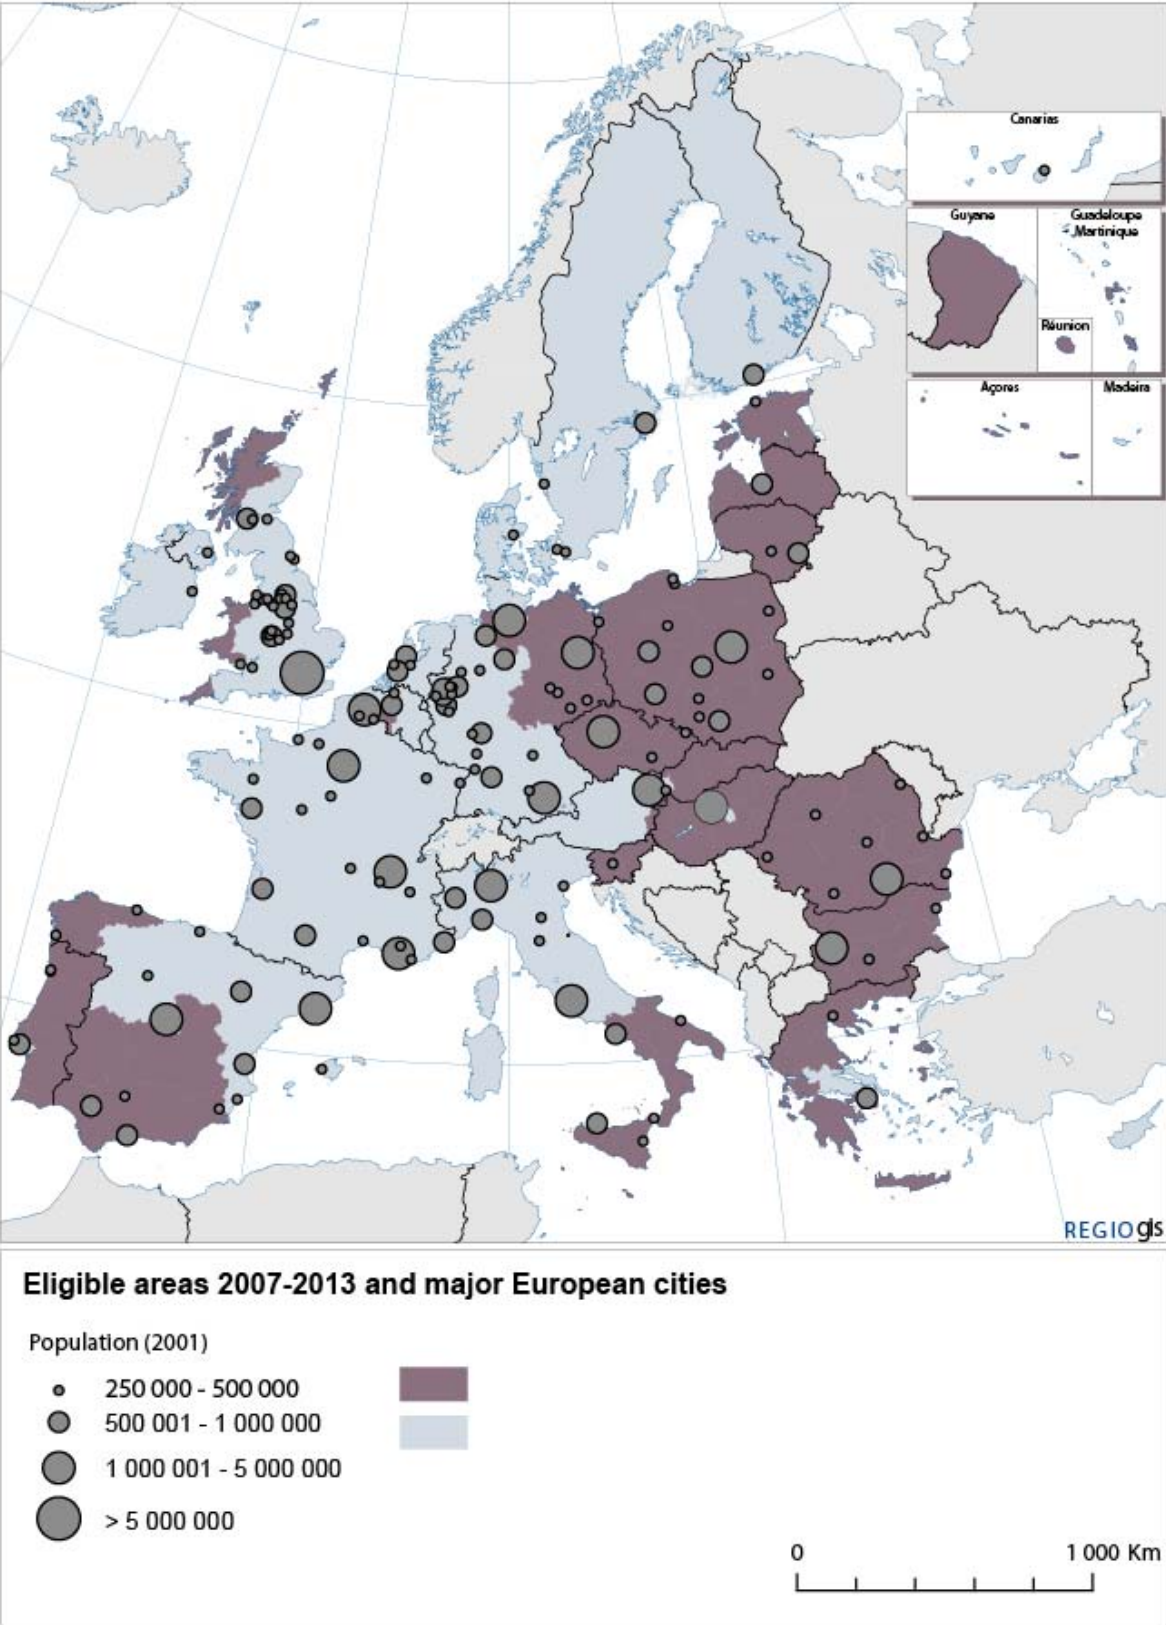 Canarias
Guyane
Guadeloupe
Martinique
Réunion
Açores
Madeira
REGIOgis
Eligible areas 2007-2013 and major European cities
Population (2001)
250 000 - 500 000
500 001 - 1 000 000
1 000 001 - 5 000 000
> 5 000 000
0 1 000 Km